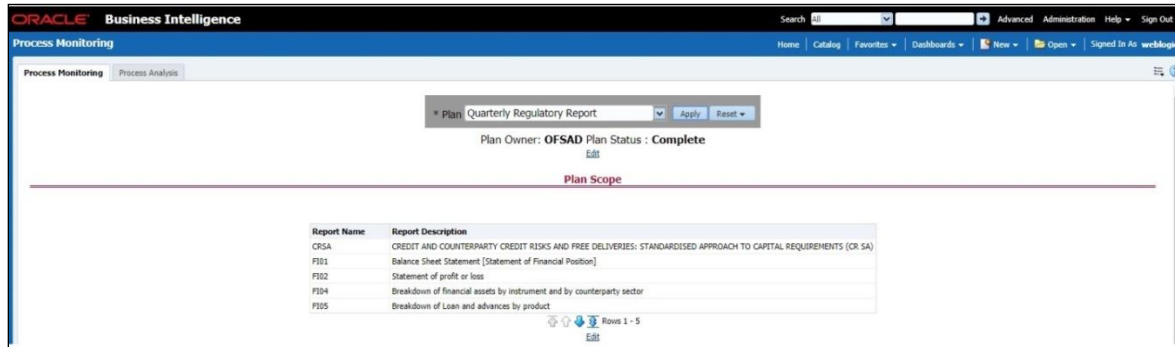 ORACLE Business Intelligence Search All Advanced Administration Help Sign Out
Process Monitoring Home Catalog Favorites Dashboards New Open Signed In As weblogi
Process Monitoring Process Analysis
* Plan Quarterly Regulatory Report Apply Reset
Plan Owner: OFSAD Plan Status : Complete
Edit
Plan Scope
Report Name Report Description
CRSA CREDIT AND COUNTERPARTY CREDIT RISKS AND FREE DELIVERIES: STANDARDISED APPROACH TO CAPITAL REQUIREMENTS (CR SA)
FI01 Balance Sheet Statement [Statement of Financial Position]
FI02 Statement of profit or loss
FI04 Breakdown of financial assets by instrument and by counterparty sector
FI05 Breakdown of Loan and advances by product
Rows 1 - 5
Edit